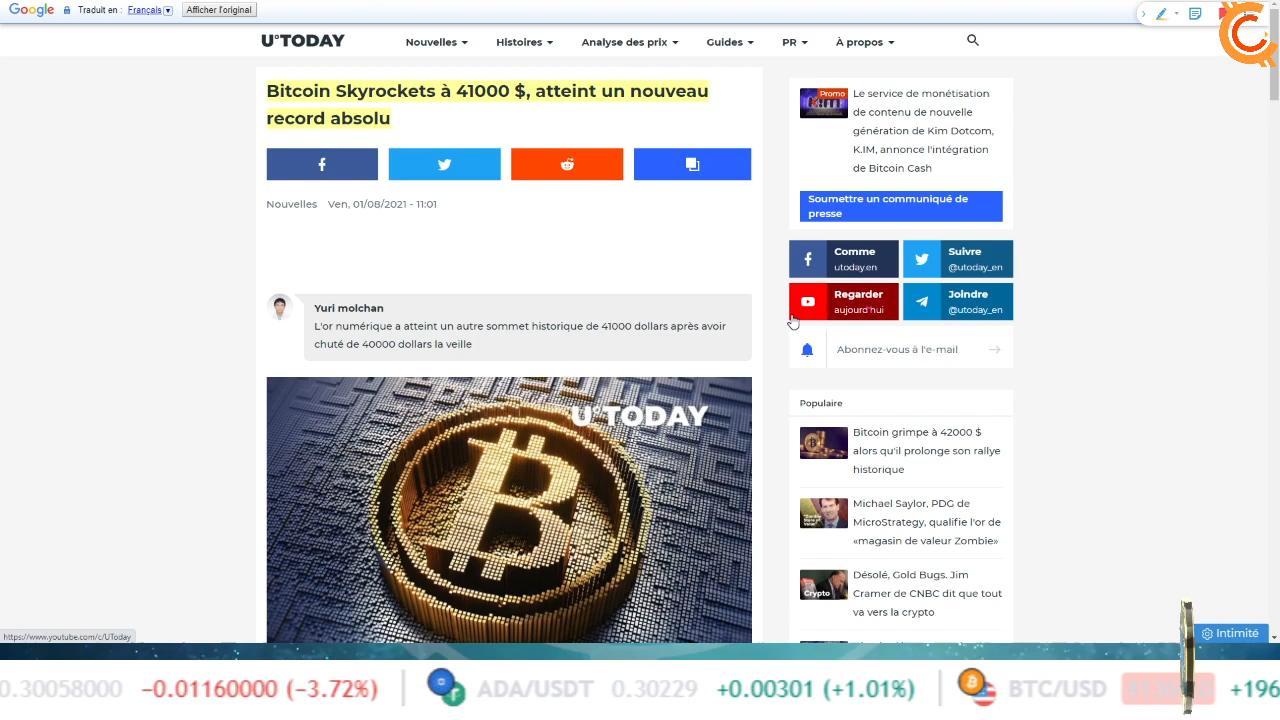 Google Traduit en : Français Afficher l'original
U°TODAY
Nouvelles Histoires Analyse des prix Guides PR À propos
Bitcoin Skyrockets à 41000 $, atteint un nouveau
record absolu
Nouvelles Ven, 01/08/2021 - 11:01
Yuri molchan
L'or numérique a atteint un autre sommet historique de 41000 dollars après avoir
chuté de 40000 dollars la veille
U°TODAY
Promo
Le service de monétisation
de contenu de nouvelle
génération de Kim Dotcom,
K.IM, annonce l'intégration
de Bitcoin Cash
Soumettre un communiqué de
presse
Comme
utoday.en
Suivre
@utoday_en
Regarder
aujourd'hui
Joindre
@utoday_en
Abonnez-vous à l'e-mail
Populaire
Bitcoin grimpe à 42000 $
alors qu'il prolonge son rallye
historique
Michael Saylor, PDG de
MicroStrategy, qualifie l'or de
«magasin de valeur Zombie»
Désolé, Gold Bugs. Jim
Cramer de CNBC dit que tout
va vers la crypto
Crypto
https://www.youtube.com/c/UToday
Intimité
0.30058000 −0.01160000 (−3.72%) AVA/USDT 0.30229 +0.00301 (+1.01%) BTC/USD +196